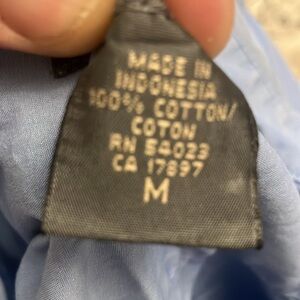 MADE IN
INDONESIA
100% COTTON/
COTON
RN 54023
CA 17897
M